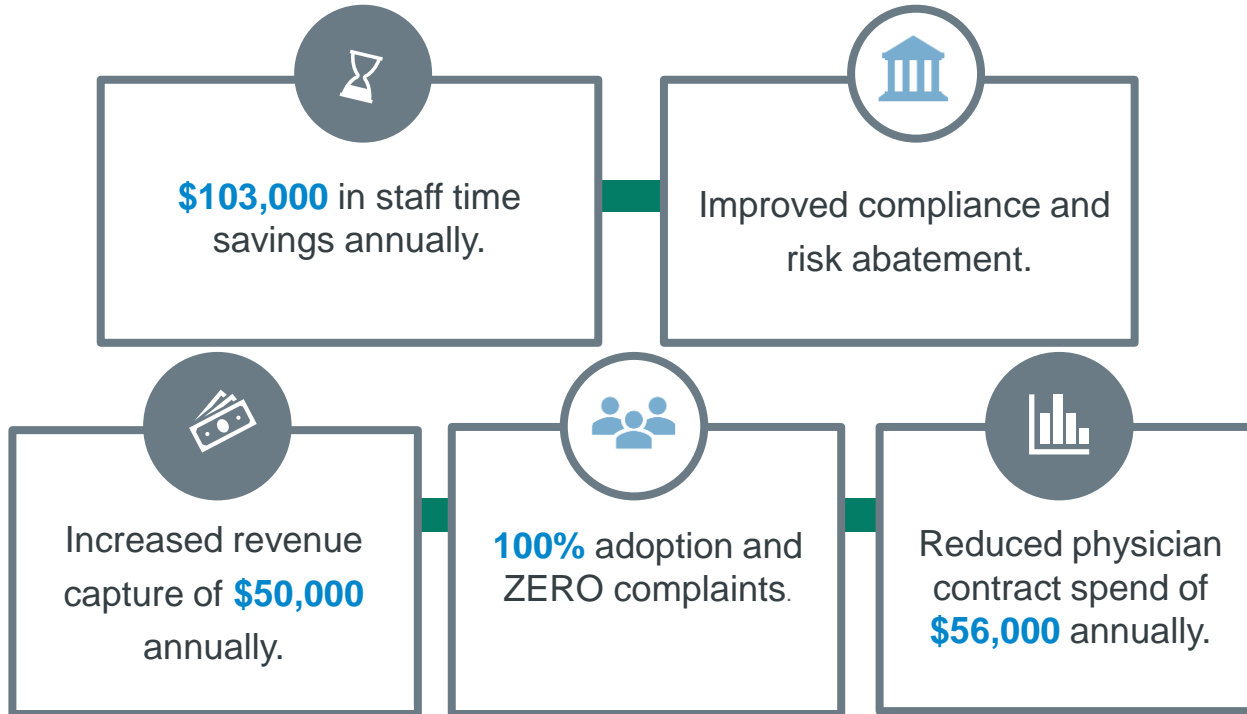 $103,000 in staff time
savings annually.
Improved compliance and
risk abatement.
Increased revenue
capture of $50,000
annually.
100% adoption and
ZERO complaints.
Reduced physician
contract spend of
$56,000 annually.